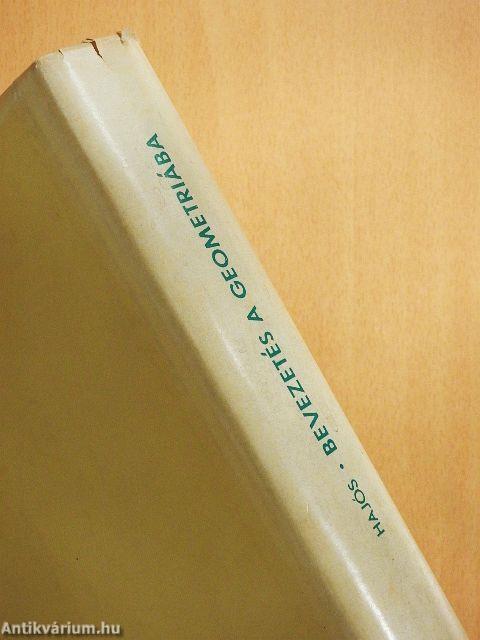 HAJÓS • BEVEZETÉS A GEOMETRIÁBA
Antikvárium.hu